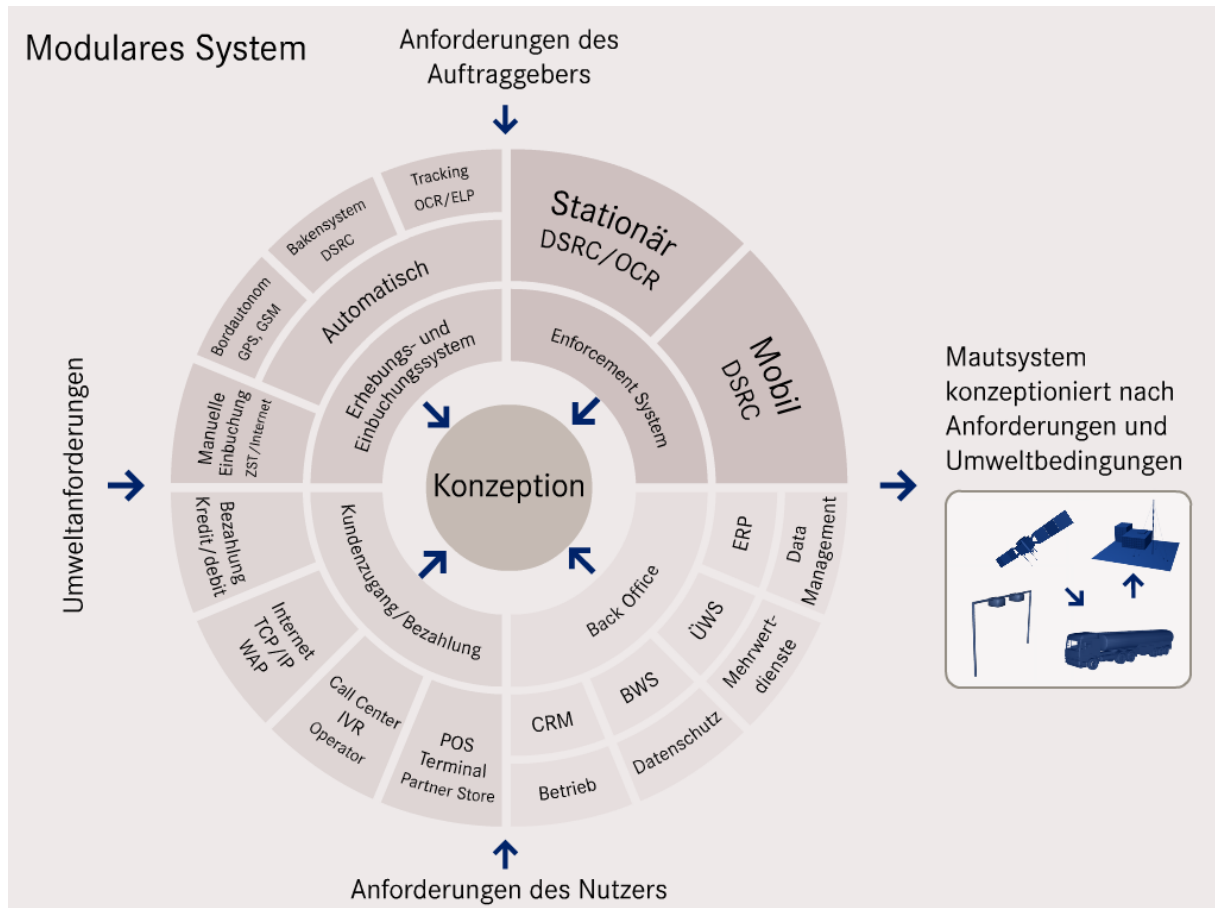 Modulares System
Anforderungen des
Auftraggebers
Tracking
OCR/ELP
Bakensystem
DSRC
Bordautonom
GPS, GSM
Automatisch
Manuelle
Einbuchung
ZST/Internet
Erhebungs- und
Einbuchungssystem
Stationär
DSRC/OCR
Mobil
DSRC
Enforcement System
Umweltanforderungen
Konzeption
Mautsystem
konzeptioniert nach
Anforderungen und
Umweltbedingungen
Bezahlung
Kredit/debit
Internet
TCP/IP
WAP
Call Center
IVR
Operator
POS
Terminal
Partner Store
Kundenzugang/Bezahlung
Back Office
ERP
ÜWS
BWS
CRM
Data
Management
Mehrwert-
dienste
Datenschutz
Betrieb
Anforderungen des Nutzers